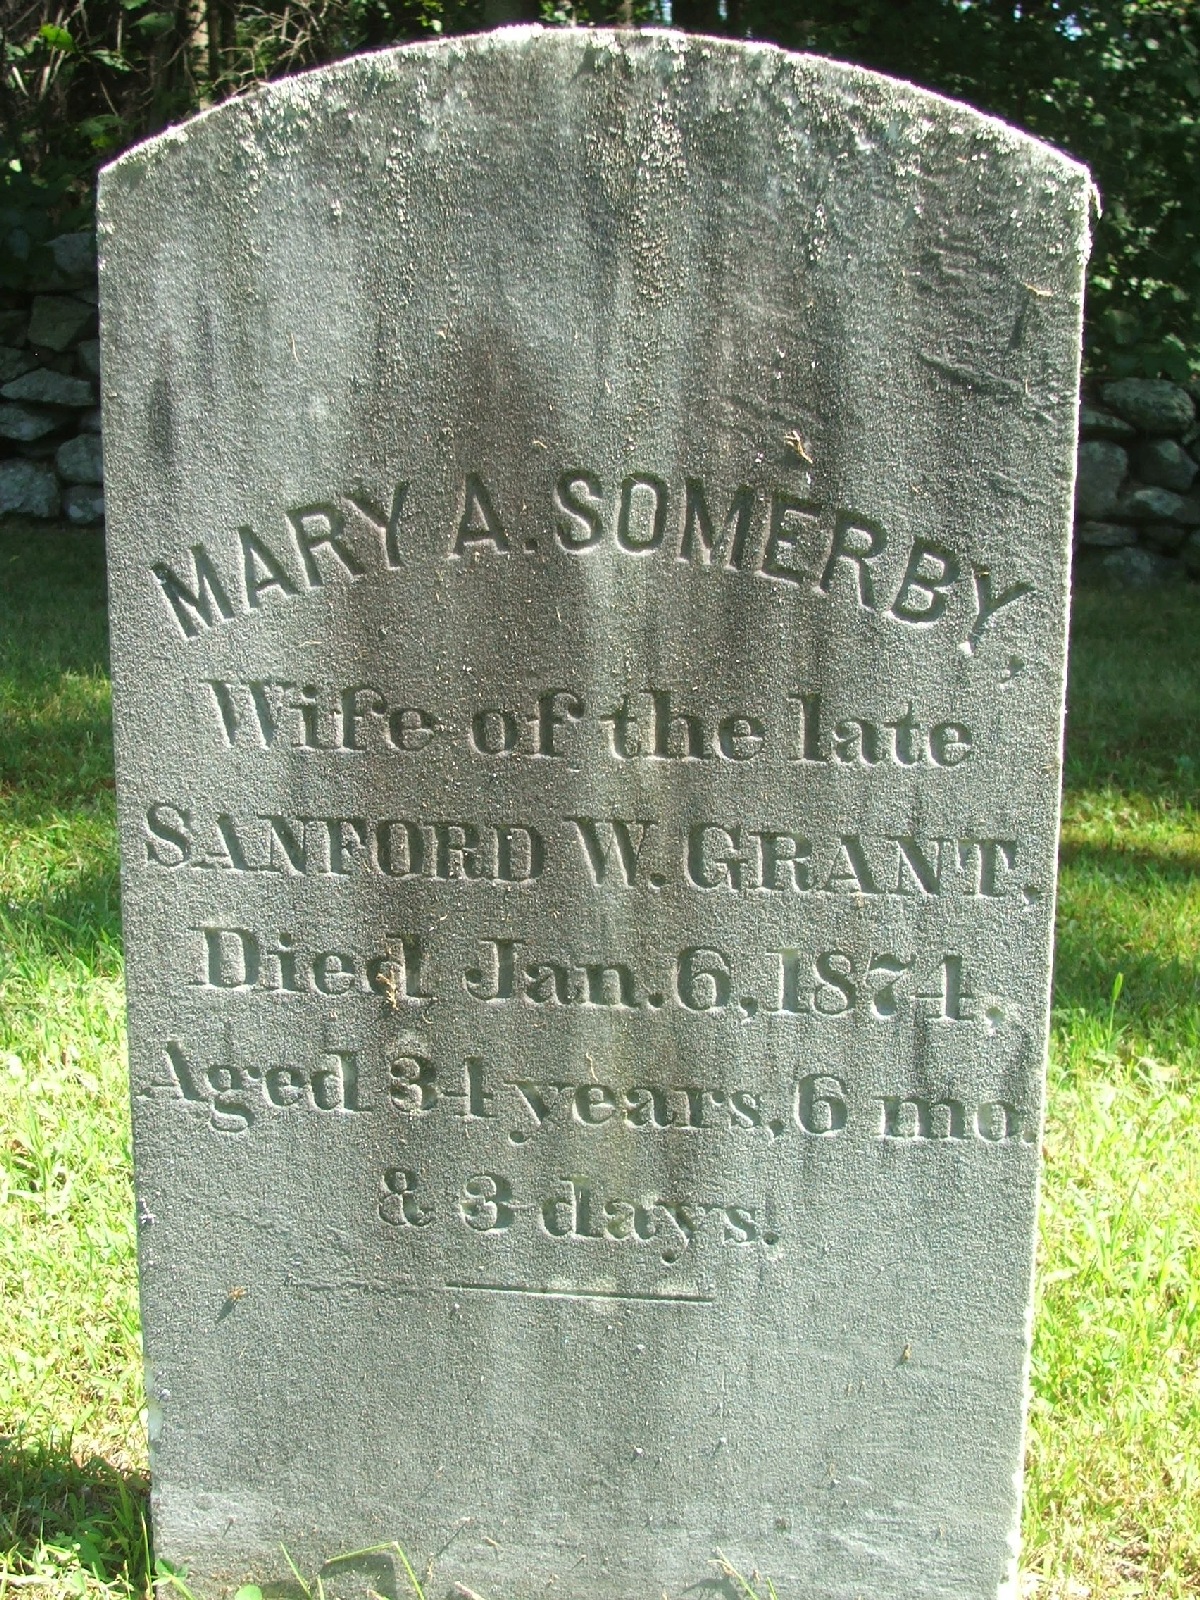 MARY A. SOMERBY,
Wife of the late
SANFORD W. GRANT,
Died Jan. 6, 1874,
Aged 34 years, 6 mo.
& 3 days.